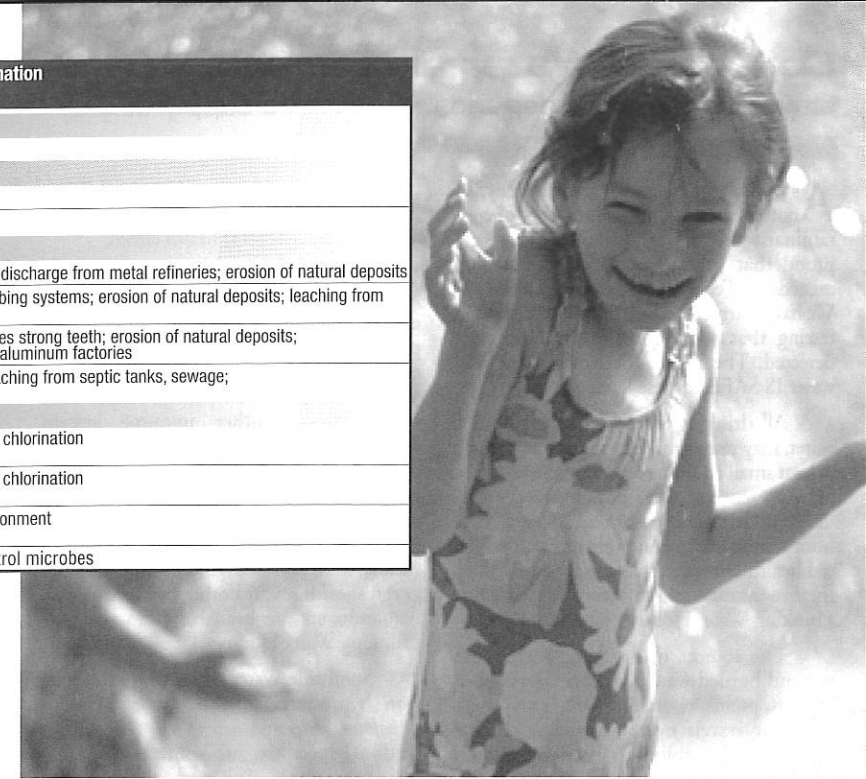 nation
discharge from metal refineries; erosion of natural deposits
bing systems; erosion of natural deposits; leaching from
es strong teeth; erosion of natural deposits;
aluminum factories
ching from septic tanks, sewage;
chlorination
chlorination
onment
rol microbes